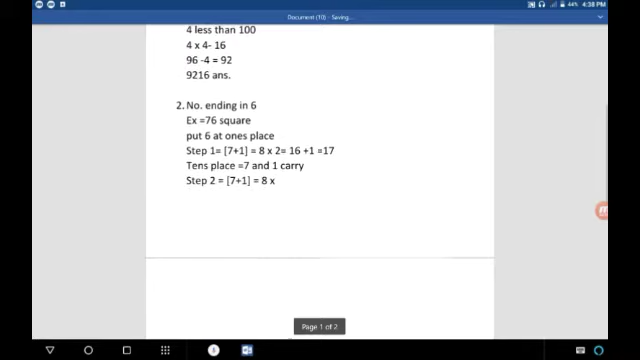 44% 4:38 PM
Document (10) - Saving...
4 less than 100
4 x 4- 16
96 -4 = 92
9216 ans.
2. No. ending in 6
Ex =76 square
put 6 at ones place
Step 1= [7+1] = 8 x 2= 16 +1 =17
Tens place =7 and 1 carry
Step 2 = [7+1] = 8 x
Page 1 of 2